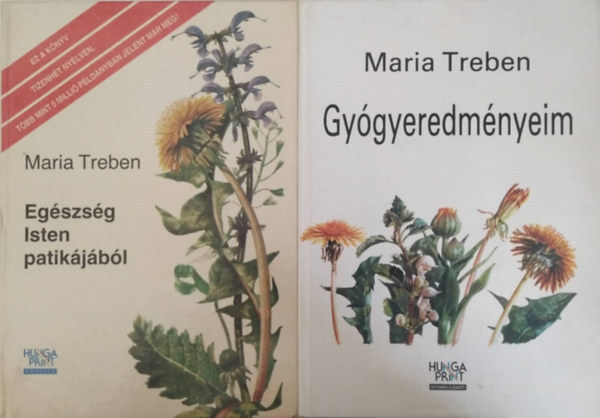 EZ A KÖNYV
TIZENHÉT NYELVEN,
TÖBB MINT 5 MILLIÓ PÉLDÁNYBAN JELENT MÁR MEG!
Maria Treben
Egészség
Isten
patikájából
HUNGA
PRINT
Maria Treben
Gyógyeredményeim
HUNGA
PRINT